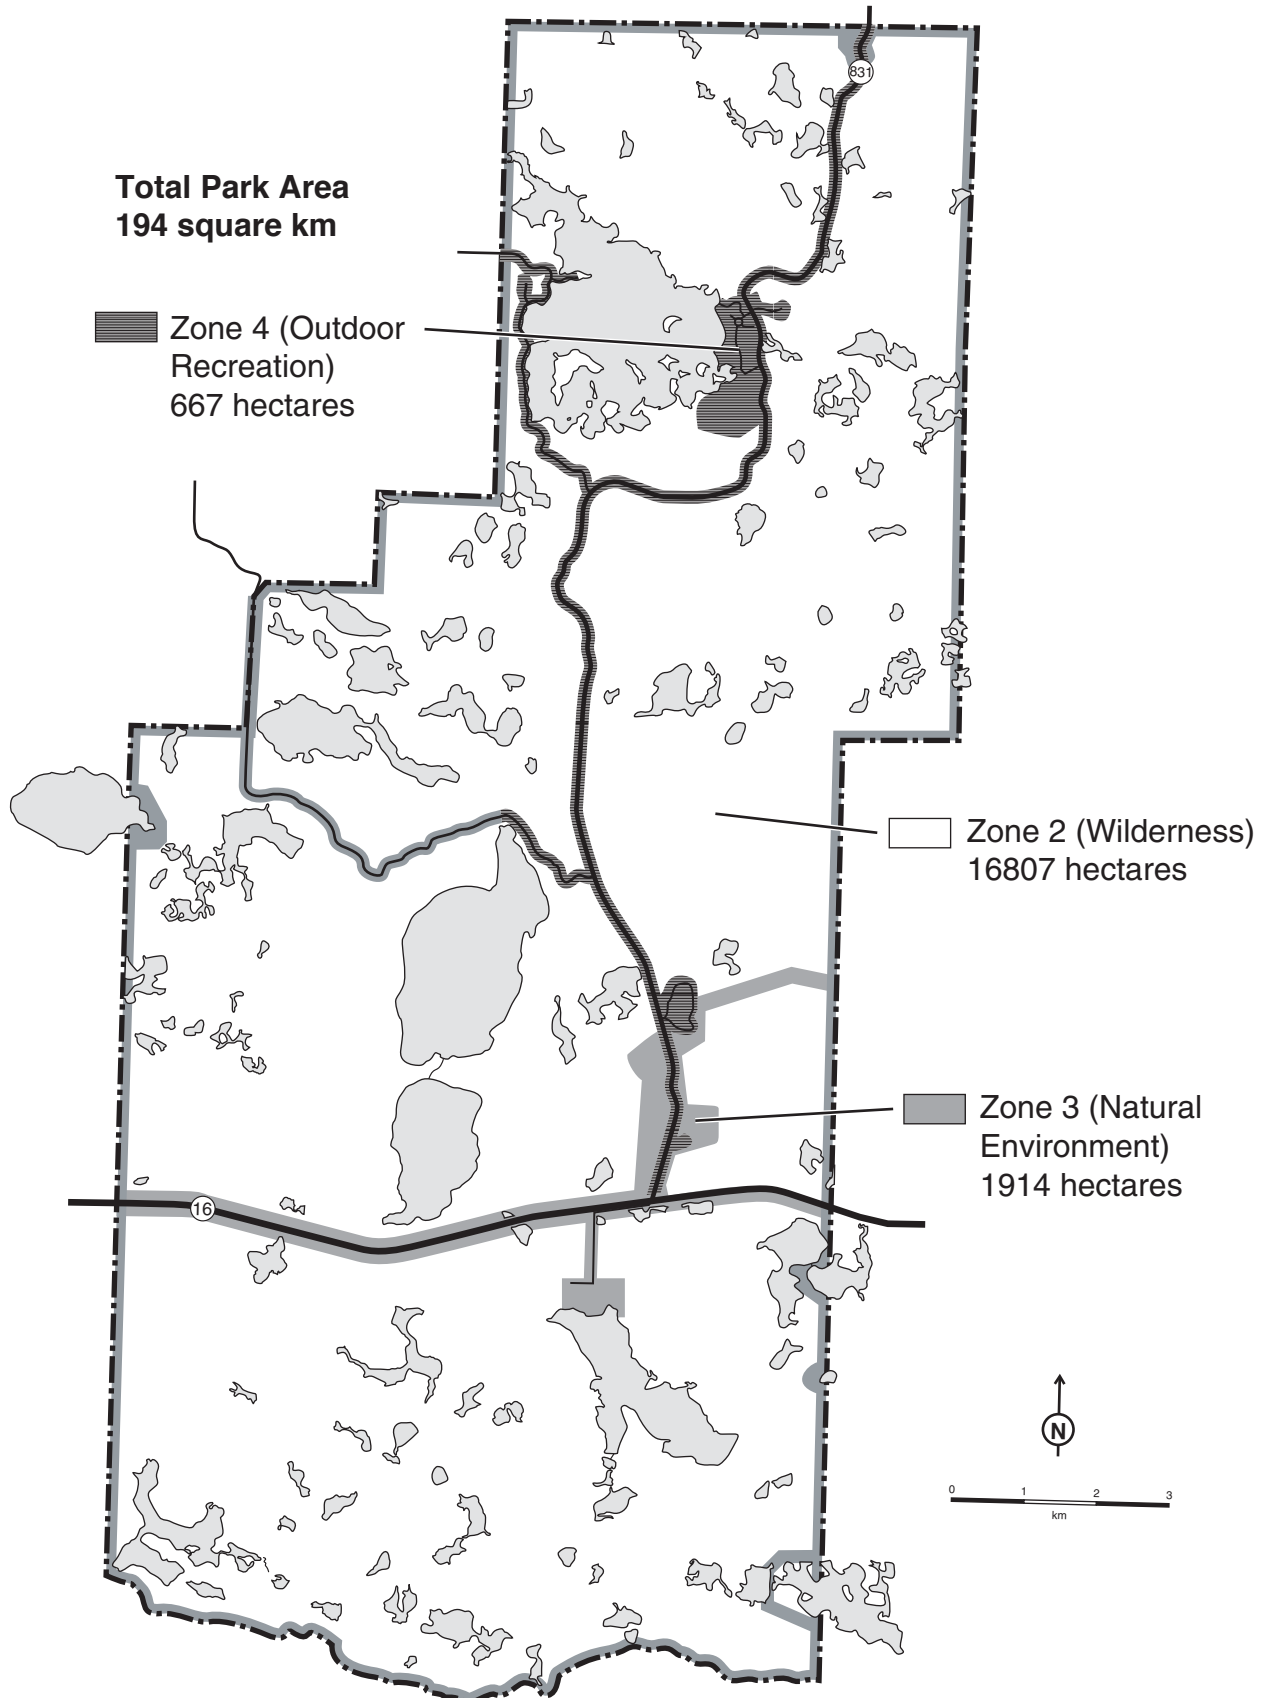 831
Total Park Area
194 square km
Zone 4 (Outdoor
Recreation)
667 hectares
Zone 2 (Wilderness)
16807 hectares
Zone 3 (Natural
Environment)
1914 hectares
16
N
0 1 2 3
km